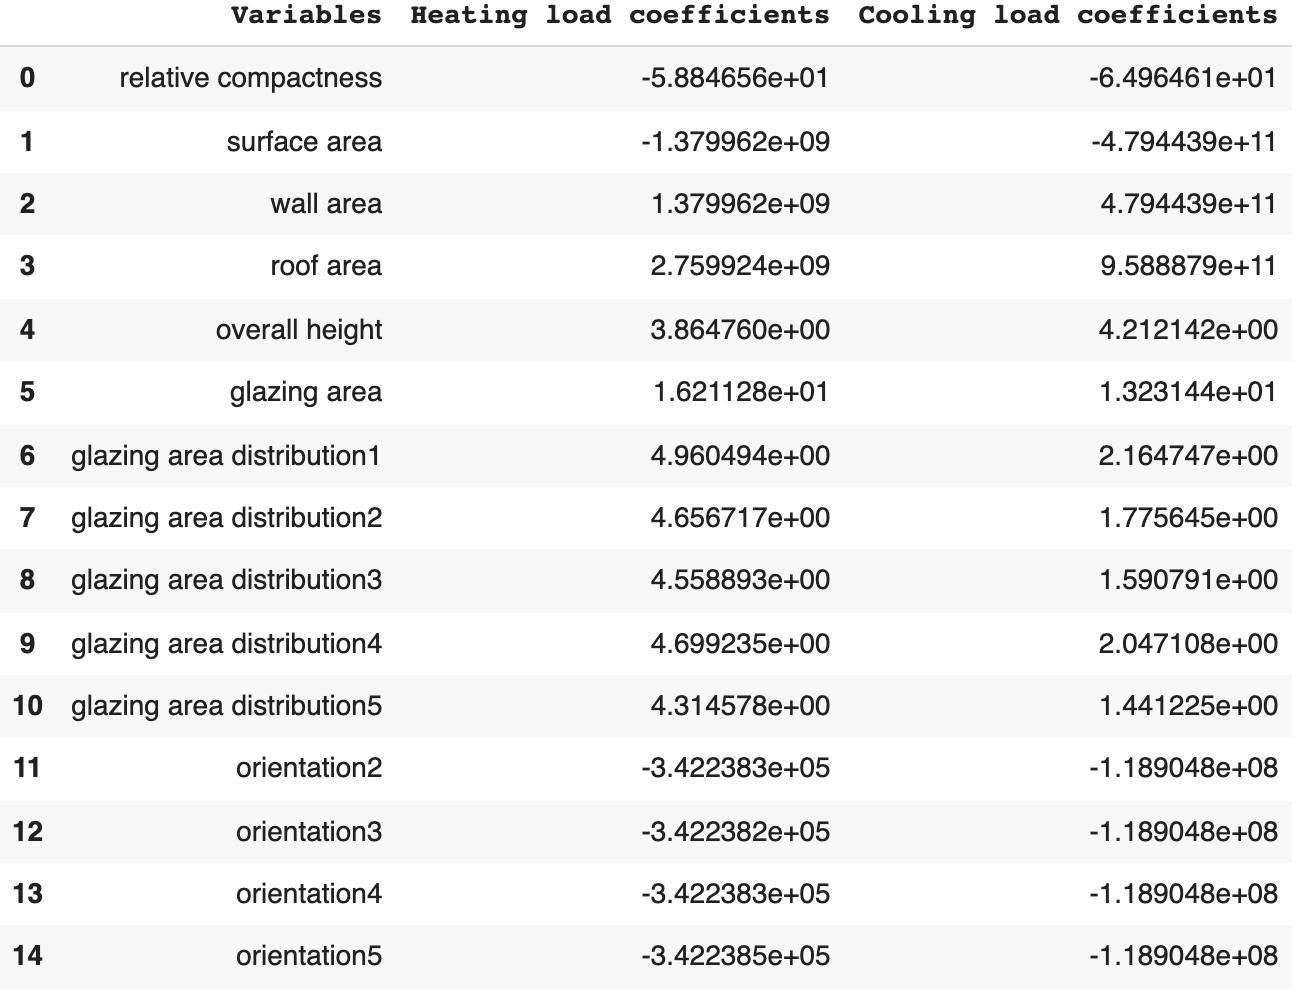 Variables Heating load coefficients Cooling load coefficients
0 relative compactness -5.884656e+01 -6.496461e+01
1 surface area -1.379962e+09 -4.794439e+11
2 wall area 1.379962e+09 4.794439e+11
3 roof area 2.759924e+09 9.588879e+11
4 overall height 3.864760e+00 4.212142e+00
5 glazing area 1.621128e+01 1.323144e+01
6 glazing area distribution1 4.960494e+00 2.164747e+00
7 glazing area distribution2 4.656717e+00 1.775645e+00
8 glazing area distribution3 4.558893e+00 1.590791e+00
9 glazing area distribution4 4.699235e+00 2.047108e+00
10 glazing area distribution5 4.314578e+00 1.441225e+00
11 orientation2 -3.422383e+05 -1.189048e+08
12 orientation3 -3.422382e+05 -1.189048e+08
13 orientation4 -3.422383e+05 -1.189048e+08
14 orientation5 -3.422385e+05 -1.189048e+08